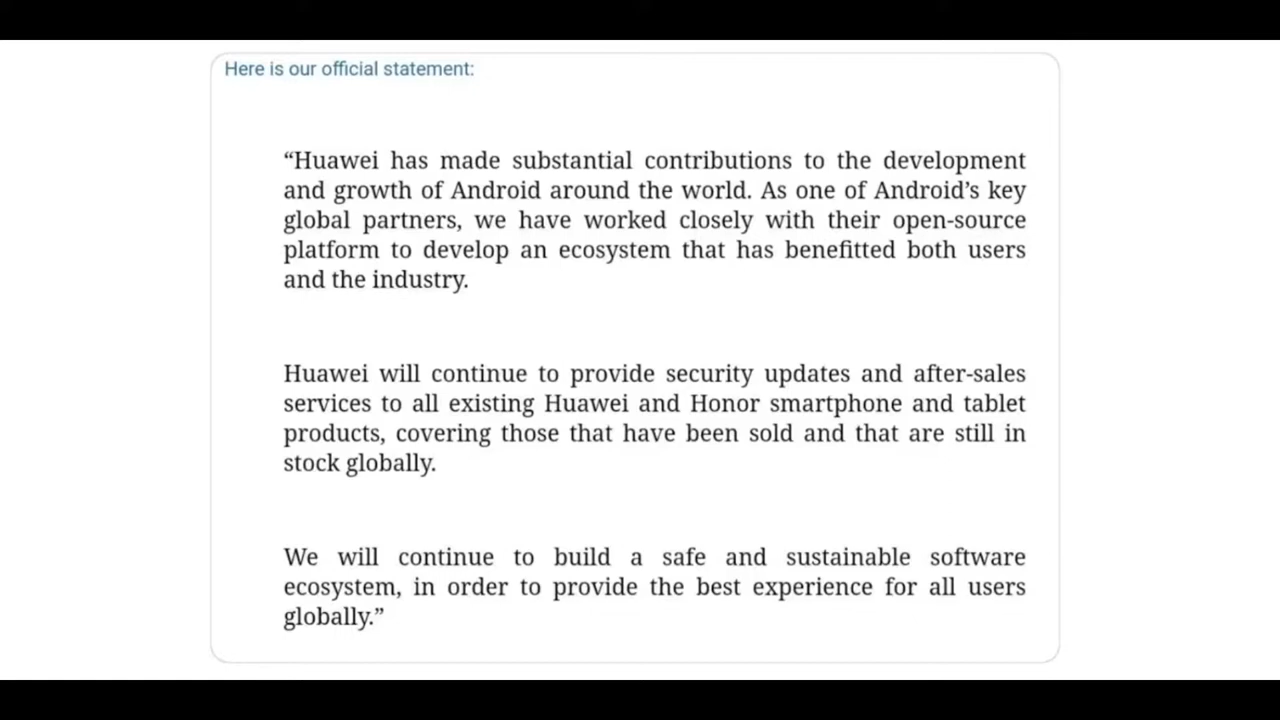 Here is our official statement:
“Huawei has made substantial contributions to the development
and growth of Android around the world. As one of Android’s key
global partners, we have worked closely with their open-source
platform to develop an ecosystem that has benefitted both users
and the industry.
Huawei will continue to provide security updates and after-sales
services to all existing Huawei and Honor smartphone and tablet
products, covering those that have been sold and that are still in
stock globally.
We will continue to build a safe and sustainable software
ecosystem, in order to provide the best experience for all users
globally.”